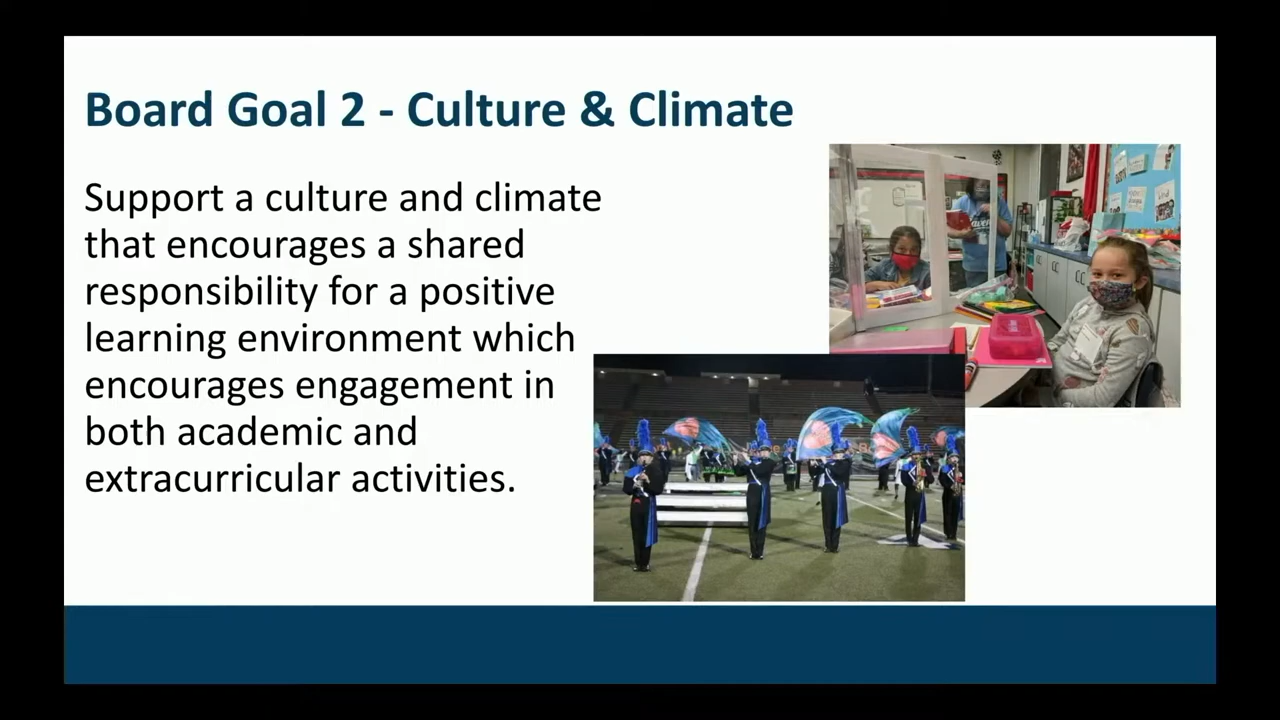 Board Goal 2 - Culture & Climate
Support a culture and climate
that encourages a shared
responsibility for a positive
learning environment which
encourages engagement in
both academic and
extracurricular activities.